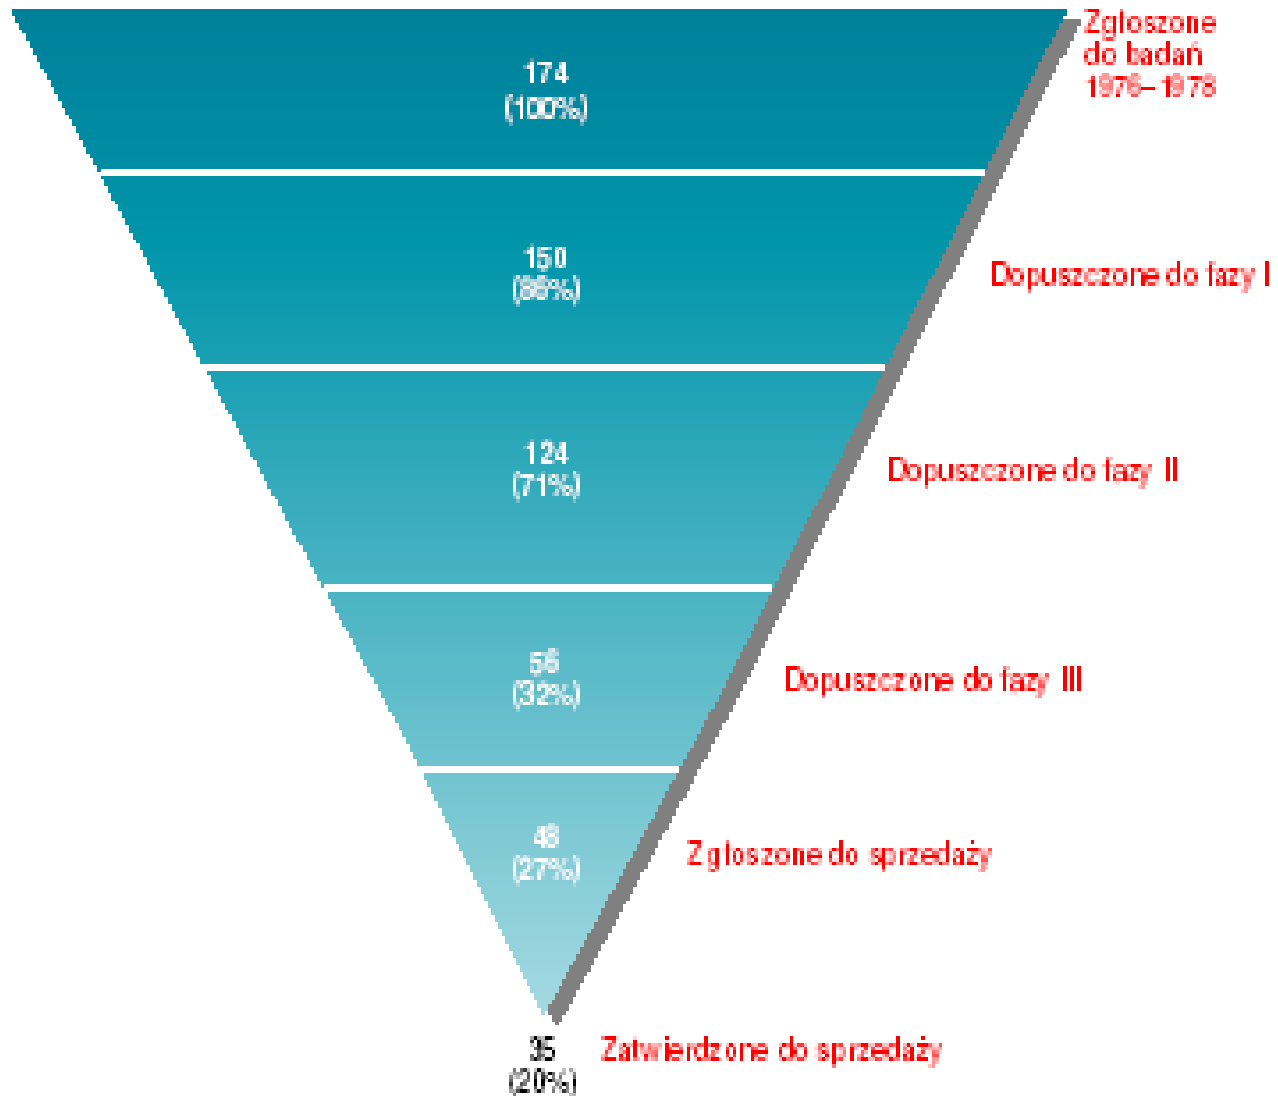 174
(100%)
Zgłoszone
do badań
1976–1978
150
(86%)
Dopuszczone do fazy I
124
(71%)
Dopuszczone do fazy II
56
(32%)
Dopuszczone do fazy III
48
(27%)
Zgłoszone do sprzedaży
35
(20%)
Zatwierdzone do sprzedaży